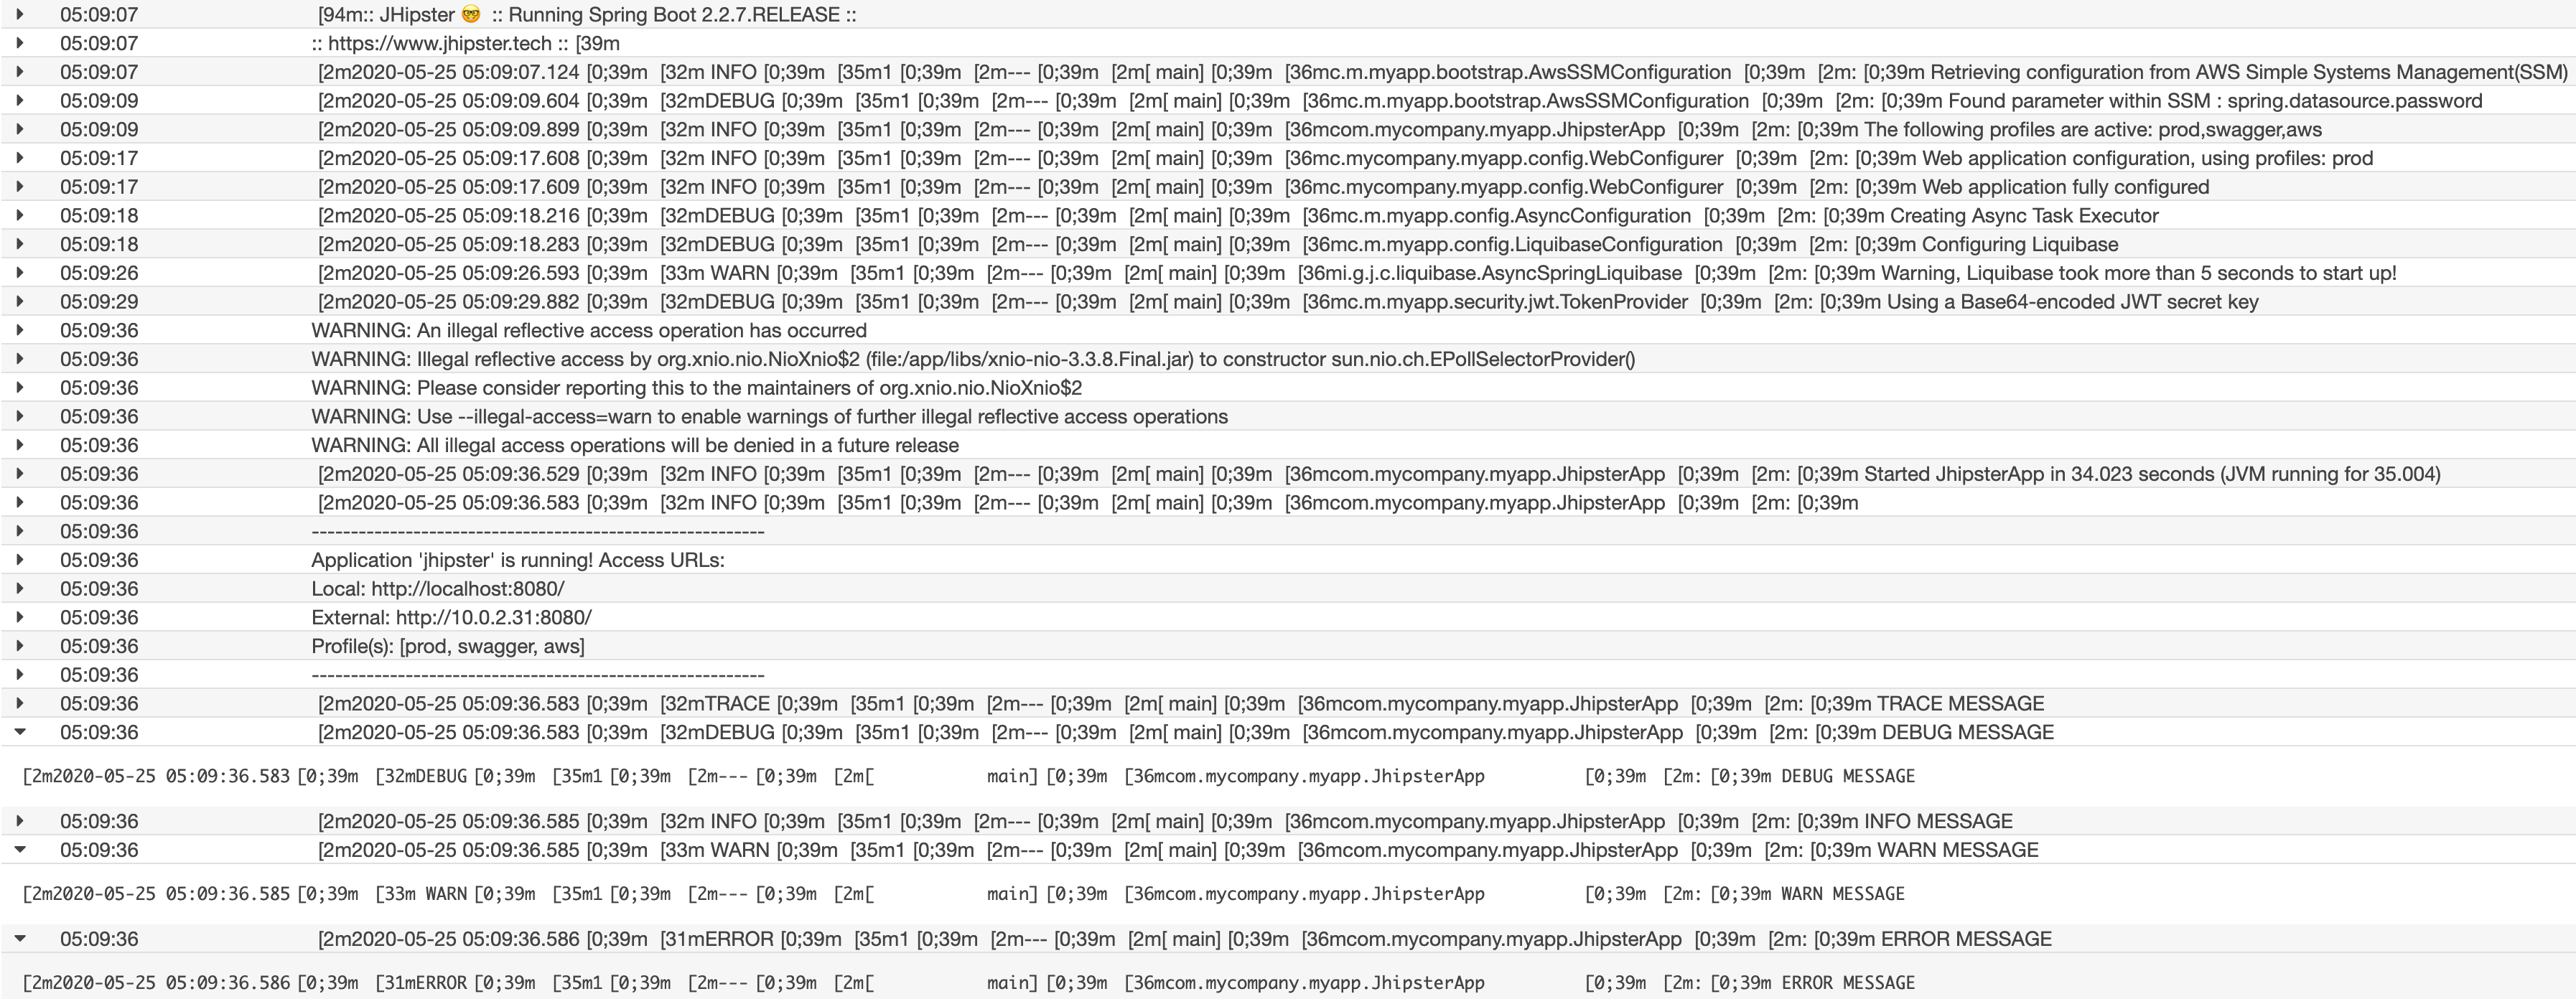 05:09:07 [94m:: JHipster 🤓 :: Running Spring Boot 2.2.7.RELEASE ::
05:09:07 :: https://www.jhipster.tech :: [39m
05:09:07 [2m2020-05-25 05:09:07.124 [0;39m [32m INFO [0;39m [35m1 [0;39m [2m--- [0;39m [2m[ main] [0;39m [36mc.m.myapp.bootstrap.AwsSSMConfiguration [0;39m [2m: [0;39m Retrieving configuration from AWS Simple Systems Management(SSM)
05:09:09 [2m2020-05-25 05:09:09.604 [0;39m [32mDEBUG [0;39m [35m1 [0;39m [2m--- [0;39m [2m[ main] [0;39m [36mc.m.myapp.bootstrap.AwsSSMConfiguration [0;39m [2m: [0;39m Found parameter within SSM : spring.datasource.password
05:09:09 [2m2020-05-25 05:09:09.899 [0;39m [32m INFO [0;39m [35m1 [0;39m [2m--- [0;39m [2m[ main] [0;39m [36mcom.mycompany.myapp.JhipsterApp [0;39m [2m: [0;39m The following profiles are active: prod,swagger,aws
05:09:17 [2m2020-05-25 05:09:17.608 [0;39m [32m INFO [0;39m [35m1 [0;39m [2m--- [0;39m [2m[ main] [0;39m [36mc.mycompany.myapp.config.WebConfigurer [0;39m [2m: [0;39m Web application configuration, using profiles: prod
05:09:17 [2m2020-05-25 05:09:17.609 [0;39m [32m INFO [0;39m [35m1 [0;39m [2m--- [0;39m [2m[ main] [0;39m [36mc.mycompany.myapp.config.WebConfigurer [0;39m [2m: [0;39m Web application fully configured
05:09:18 [2m2020-05-25 05:09:18.216 [0;39m [32mDEBUG [0;39m [35m1 [0;39m [2m--- [0;39m [2m[ main] [0;39m [36mc.m.myapp.config.AsyncConfiguration [0;39m [2m: [0;39m Creating Async Task Executor
05:09:18 [2m2020-05-25 05:09:18.283 [0;39m [32mDEBUG [0;39m [35m1 [0;39m [2m--- [0;39m [2m[ main] [0;39m [36mc.m.myapp.config.LiquibaseConfiguration [0;39m [2m: [0;39m Configuring Liquibase
05:09:26 [2m2020-05-25 05:09:26.593 [0;39m [33m WARN [0;39m [35m1 [0;39m [2m--- [0;39m [2m[ main] [0;39m [36mi.g.j.c.liquibase.AsyncSpringLiquibase [0;39m [2m: [0;39m Warning, Liquibase took more than 5 seconds to start up!
05:09:29 [2m2020-05-25 05:09:29.882 [0;39m [32mDEBUG [0;39m [35m1 [0;39m [2m--- [0;39m [2m[ main] [0;39m [36mc.m.myapp.security.jwt.TokenProvider [0;39m [2m: [0;39m Using a Base64-encoded JWT secret key
05:09:36 WARNING: An illegal reflective access operation has occurred
05:09:36 WARNING: Illegal reflective access by org.xnio.nio.NioXnio$2 (file:/app/libs/xnio-nio-3.3.8.Final.jar) to constructor sun.nio.ch.EPollSelectorProvider()
05:09:36 WARNING: Please consider reporting this to the maintainers of org.xnio.nio.NioXnio$2
05:09:36 WARNING: Use --illegal-access=warn to enable warnings of further illegal reflective access operations
05:09:36 WARNING: All illegal access operations will be denied in a future release
05:09:36 [2m2020-05-25 05:09:36.529 [0;39m [32m INFO [0;39m [35m1 [0;39m [2m--- [0;39m [2m[ main] [0;39m [36mcom.mycompany.myapp.JhipsterApp [0;39m [2m: [0;39m Started JhipsterApp in 34.023 seconds (JVM running for 35.004)
05:09:36 [2m2020-05-25 05:09:36.583 [0;39m [32m INFO [0;39m [35m1 [0;39m [2m--- [0;39m [2m[ main] [0;39m [36mcom.mycompany.myapp.JhipsterApp [0;39m [2m: [0;39m
05:09:36 ----------------------------------------------------------
05:09:36 Application 'jhipster' is running! Access URLs:
05:09:36 Local: http://localhost:8080/
05:09:36 External: http://10.0.2.31:8080/
05:09:36 Profile(s): [prod, swagger, aws]
05:09:36 ----------------------------------------------------------
05:09:36 [2m2020-05-25 05:09:36.583 [0;39m [32mTRACE [0;39m [35m1 [0;39m [2m--- [0;39m [2m[ main] [0;39m [36mcom.mycompany.myapp.JhipsterApp [0;39m [2m: [0;39m TRACE MESSAGE
05:09:36 [2m2020-05-25 05:09:36.583 [0;39m [32mDEBUG [0;39m [35m1 [0;39m [2m--- [0;39m [2m[ main] [0;39m [36mcom.mycompany.myapp.JhipsterApp [0;39m [2m: [0;39m DEBUG MESSAGE
[2m2020-05-25 05:09:36.583 [0;39m [32mDEBUG [0;39m [35m1 [0;39m [2m--- [0;39m [2m[ main] [0;39m [36mcom.mycompany.myapp.JhipsterApp [0;39m [2m: [0;39m DEBUG MESSAGE
05:09:36 [2m2020-05-25 05:09:36.585 [0;39m [32m INFO [0;39m [35m1 [0;39m [2m--- [0;39m [2m[ main] [0;39m [36mcom.mycompany.myapp.JhipsterApp [0;39m [2m: [0;39m INFO MESSAGE
05:09:36 [2m2020-05-25 05:09:36.585 [0;39m [33m WARN [0;39m [35m1 [0;39m [2m--- [0;39m [2m[ main] [0;39m [36mcom.mycompany.myapp.JhipsterApp [0;39m [2m: [0;39m WARN MESSAGE
[2m2020-05-25 05:09:36.585 [0;39m [33m WARN [0;39m [35m1 [0;39m [2m--- [0;39m [2m[ main] [0;39m [36mcom.mycompany.myapp.JhipsterApp [0;39m [2m: [0;39m WARN MESSAGE
05:09:36 [2m2020-05-25 05:09:36.586 [0;39m [31mERROR [0;39m [35m1 [0;39m [2m--- [0;39m [2m[ main] [0;39m [36mcom.mycompany.myapp.JhipsterApp [0;39m [2m: [0;39m ERROR MESSAGE
[2m2020-05-25 05:09:36.586 [0;39m [31mERROR [0;39m [35m1 [0;39m [2m--- [0;39m [2m[ main] [0;39m [36mcom.mycompany.myapp.JhipsterApp [0;39m [2m: [0;39m ERROR MESSAGE